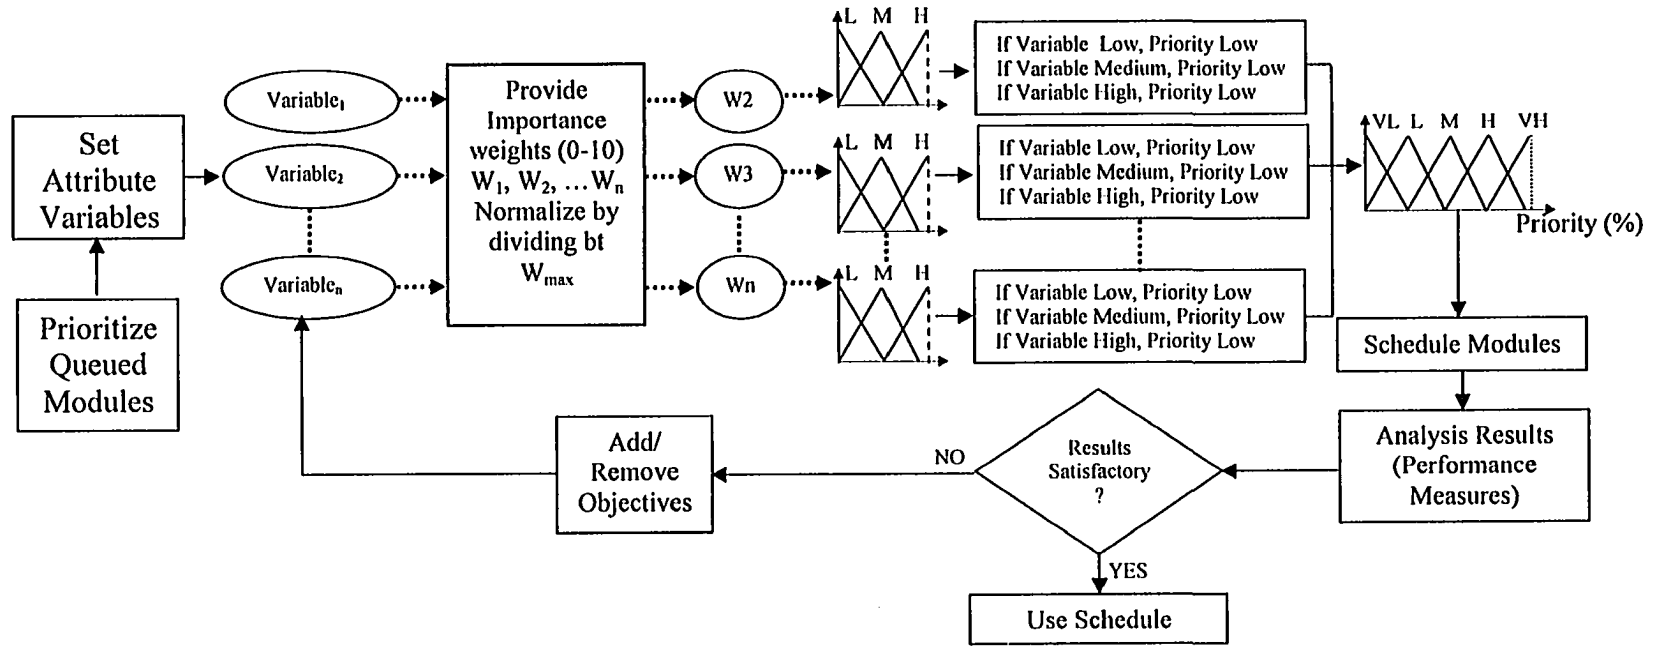 Prioritize
Queued
Modules
Set
Attribute
Variables
Variable₁
Variable₂
Variableₙ
Provide
Importance
weights (0-10)
W₁, W₂, …Wₙ
Normalize by
dividing bt
Wₘₐₓ
W2
W3
Wn
L M H
L M H
L M H
If Variable Low, Priority Low
If Variable Medium, Priority Low
If Variable High, Priority Low
If Variable Low, Priority Low
If Variable Medium, Priority Low
If Variable High, Priority Low
If Variable Low, Priority Low
If Variable Medium, Priority Low
If Variable High, Priority Low
VL L M H VH
Priority (%)
Schedule Modules
Analysis Results
(Performance
Measures)
Results
Satisfactory
?
NO
Add/
Remove
Objectives
YES
Use Schedule